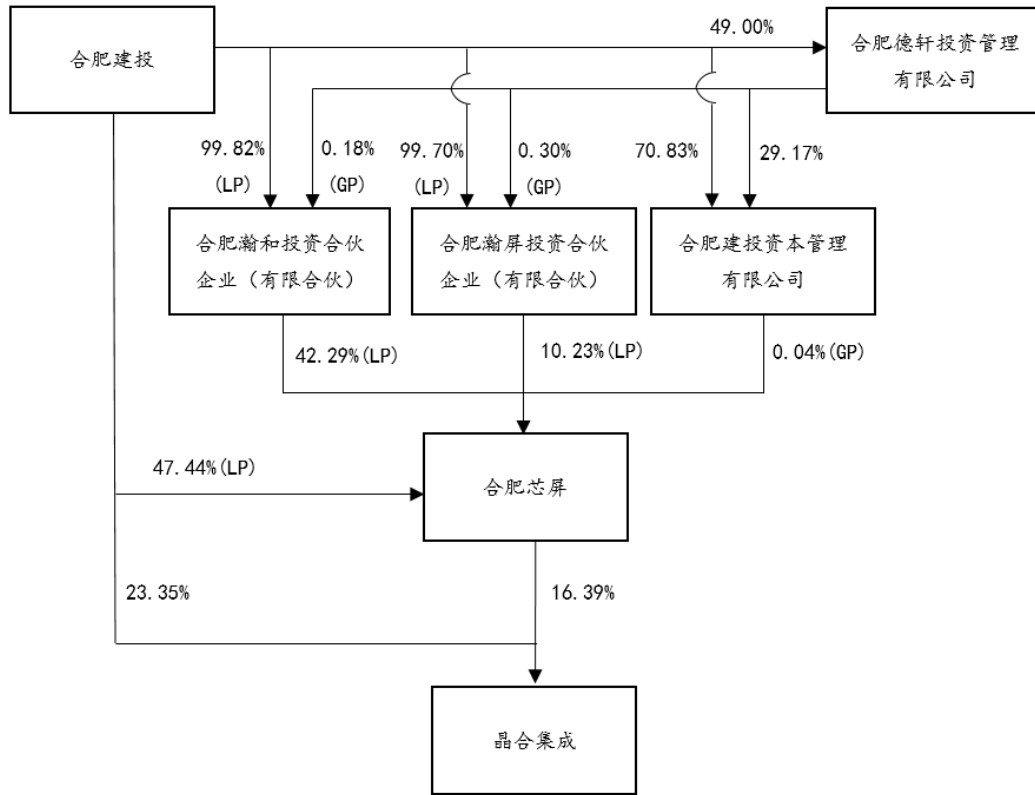 49.00%
合肥建投
合肥德轩投资管理
有限公司
99.82%
(LP)
0.18%
(GP)
99.70%
(LP)
0.30%
(GP)
70.83%
29.17%
合肥瀚和投资合伙
企业（有限合伙）
合肥瀚屏投资合伙
企业（有限合伙）
合肥建投资本管理
有限公司
42.29%(LP)
10.23%(LP)
0.04%(GP)
47.44%(LP)
合肥芯屏
23.35%
16.39%
晶合集成